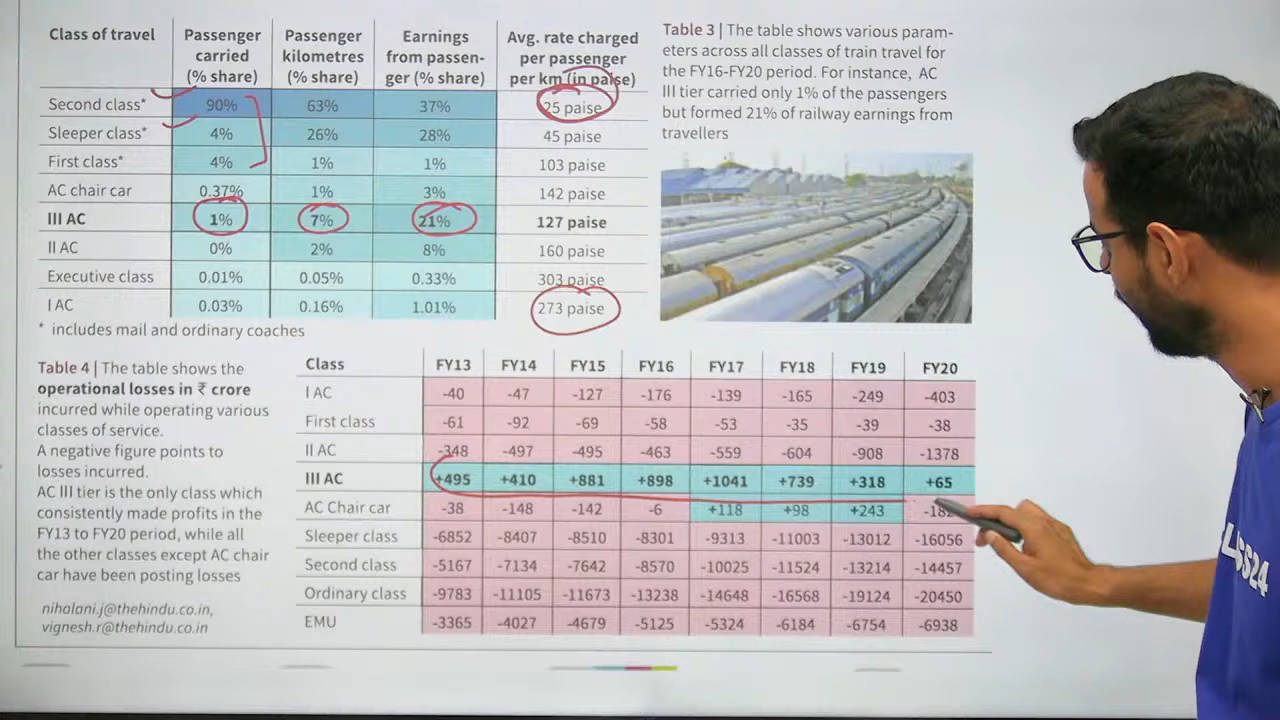 Class of travel | Passenger carried (% share) | Passenger kilometres (% share) | Earnings from passen-ger (% share) | Avg. rate charged per passenger per km (in paise)
Second class* | 90% | 63% | 37% | 25 paise
Sleeper class* | 4% | 26% | 28% | 45 paise
First class* | 4% | 1% | 1% | 103 paise
AC chair car | 0.37% | 1% | 3% | 142 paise
III AC | 1% | 7% | 21% | 127 paise
II AC | 0% | 2% | 8% | 160 paise
Executive class | 0.01% | 0.05% | 0.33% | 303 paise
I AC | 0.03% | 0.16% | 1.01% | 273 paise
* includes mail and ordinary coaches
Table 3 | The table shows various param-
eters across all classes of train travel for
the FY16-FY20 period. For instance, AC
III tier carried only 1% of the passengers
but formed 21% of railway earnings from
travellers
Table 4 | The table shows the
operational losses in ₹ crore
incurred while operating various
classes of service.
A negative figure points to
losses incurred.
AC III tier is the only class which
consistently made profits in the
FY13 to FY20 period, while all
the other classes except AC chair
car have been posting losses
nihalani.j@thehindu.co.in,
vignesh.r@thehindu.co.in
Class | FY13 | FY14 | FY15 | FY16 | FY17 | FY18 | FY19 | FY20
I AC | -40 | -47 | -127 | -176 | -139 | -165 | -249 | -403
First class | -61 | -92 | -69 | -58 | -53 | -35 | -39 | -38
II AC | -348 | -497 | -495 | -463 | -559 | -604 | -908 | -1378
III AC | +495 | +410 | +881 | +898 | +1041 | +739 | +318 | +65
AC Chair car | -38 | -148 | -142 | -6 | +118 | +98 | +243
Sleeper class | -6852 | -8407 | -8510 | -8301 | -9313 | -11003 | -13012 | -16056
Second class | -5167 | -7134 | -7642 | -8570 | -10025 | -11524 | -13214 | -14457
Ordinary class | -9783 | -11105 | -11673 | -13238 | -14648 | -16568 | -19124 | -20450
EMU | -3365 | -4027 | -4679 | -5125 | -5324 | -6184 | -6754 | -6938